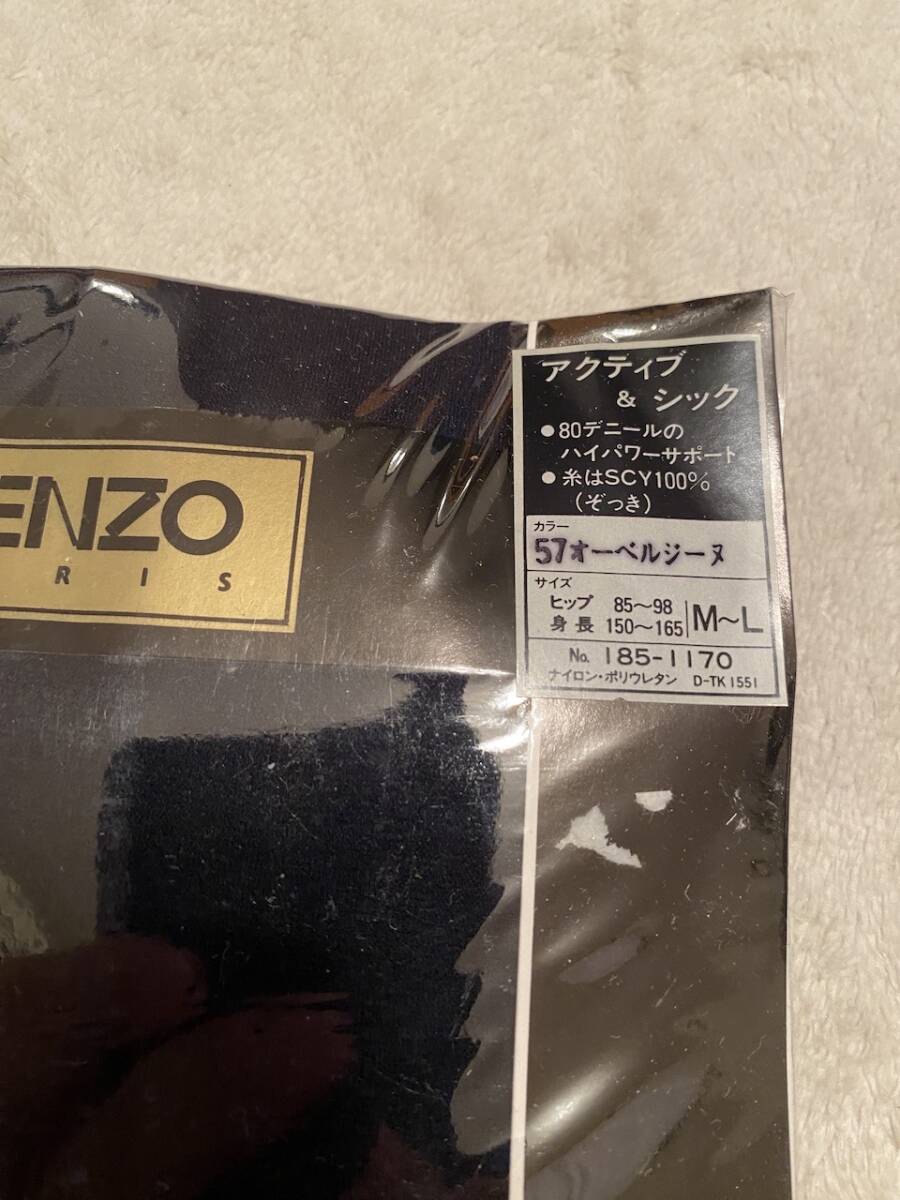 ENZO
RIS
アクティブ
& シック
●80デニールの
ハイパワーサポート
●糸はSCY100%
(ぞっき)
カラー
57オーベルジーヌ
サイズ
ヒップ 85〜98
身長 150〜165
M〜L
No. 185-1170
ナイロン・ポリウレタン D-TK1551